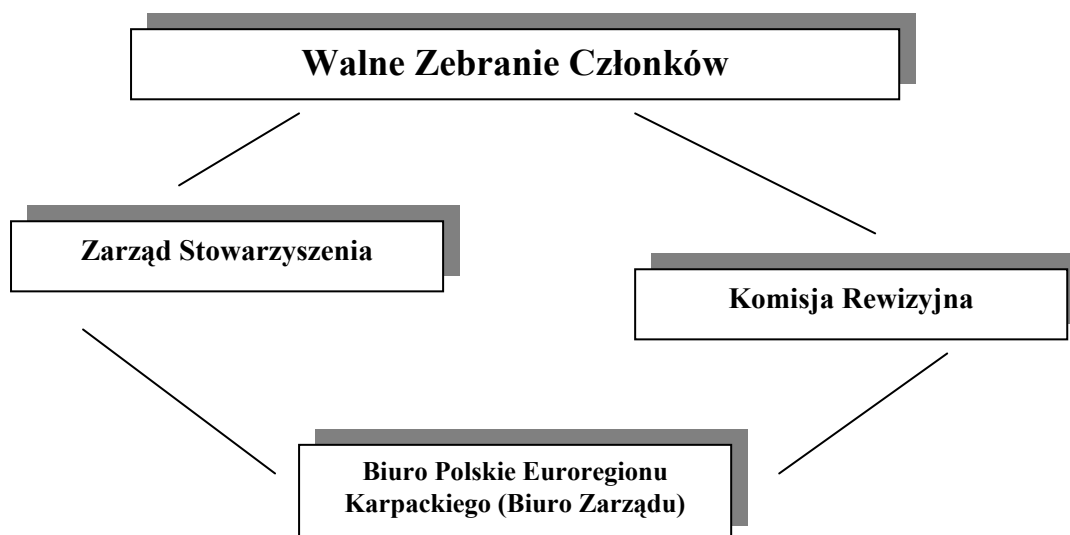 Walne Zebranie Członków
Zarząd Stowarzyszenia
Komisja Rewizyjna
Biuro Polskie Euroregionu
Karpackiego (Biuro Zarządu)